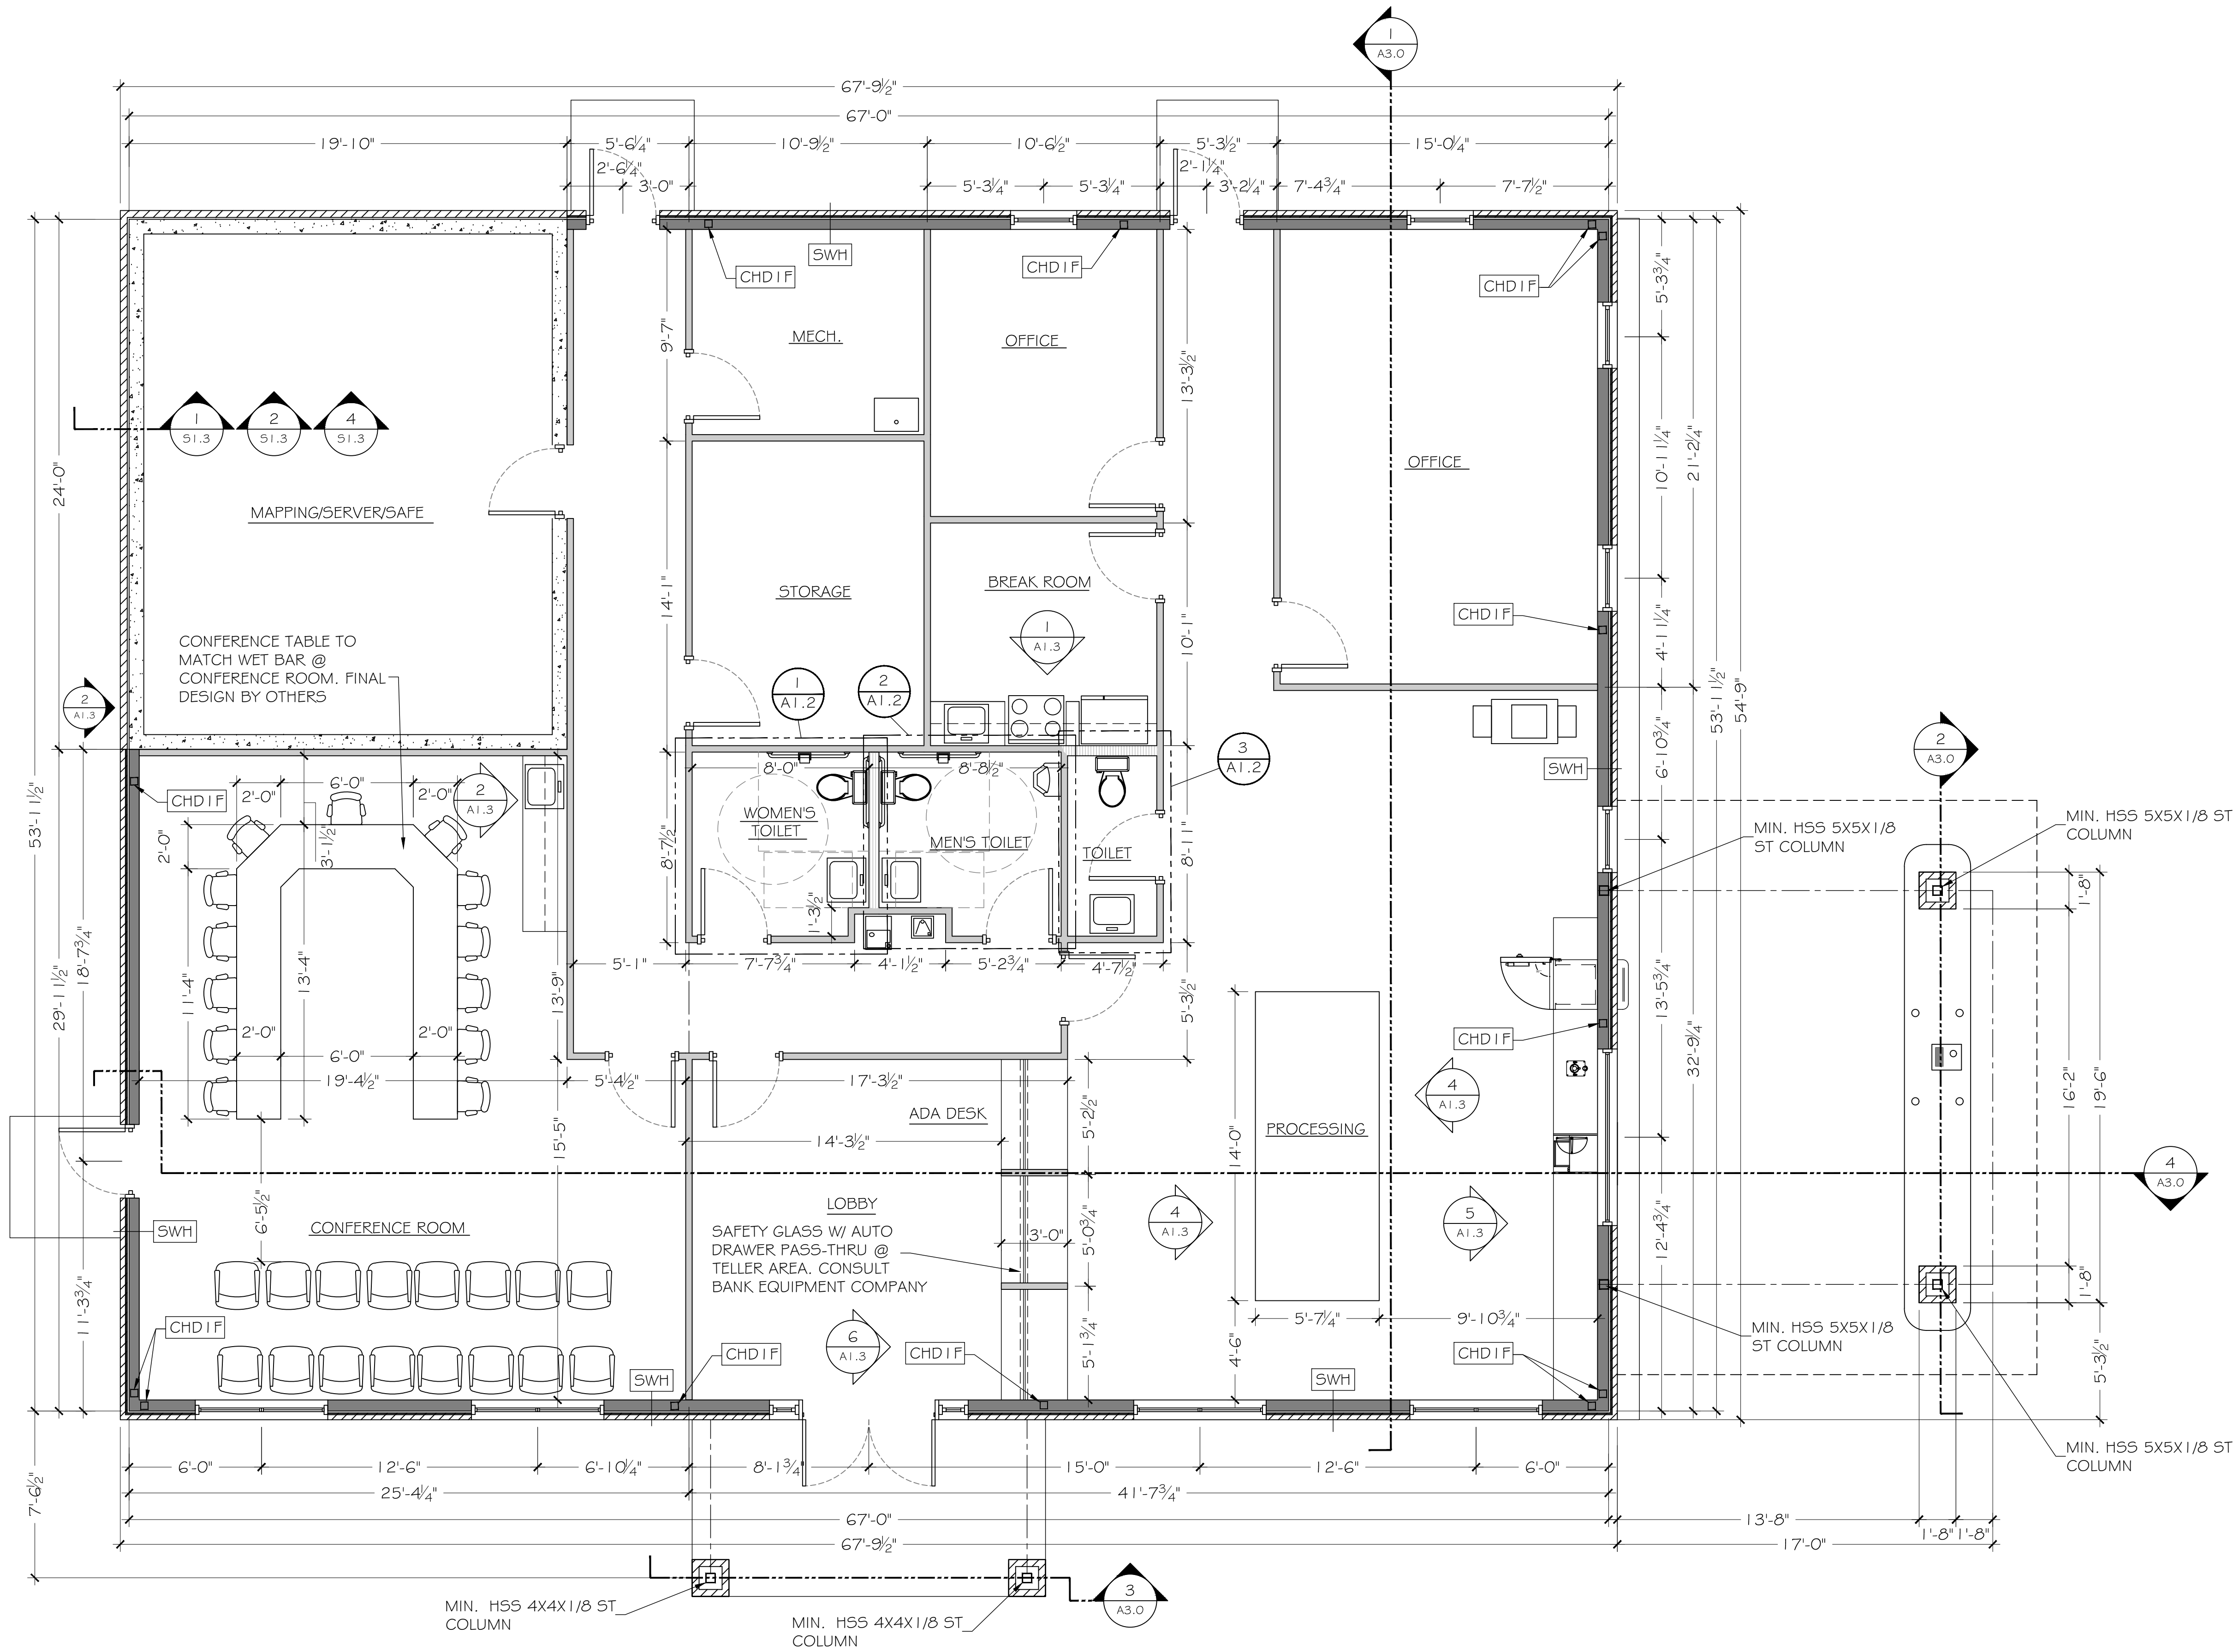 1
A3.0
67'-9½"
67'-0"
19'-10"
5'-6¼"
10'-9½"
10'-6½"
5'-3½"
15'-0¼"
2'-6¼"
3'-0"
5'-3¼"
5'-3¼"
2'-1¼"
3'-2¼"
7'-4¾"
7'-7½"
SWH
CHD1F
CHD1F
CHD1F
5'-3¾"
9'-7"
MECH.
OFFICE
13'-3½"
1
S1.3
2
S1.3
4
S1.3
24'-0"
OFFICE
10'-11¼"
21'-2¼"
MAPPING/SERVER/SAFE
14'-1"
STORAGE
BREAK ROOM
1
A1.3
10'-1"
CHD1F
4'-11¼"
CONFERENCE TABLE TO
MATCH WET BAR @
CONFERENCE ROOM. FINAL
DESIGN BY OTHERS
2
A1.3
1
A1.2
2
A1.2
3
A1.2
53'-11½"
54'-9"
6'-10¾"
SWH
2
A3.0
CHD1F
2'-0"
6'-0"
2'-0"
2
A1.3
3'-1½"
2'-0"
8'-0"
8'-8½"
WOMEN'S
TOILET
MEN'S TOILET
TOILET
8'-7½"
8'-11"
1'-3½"
MIN. HSS 5X5X1/8
ST COLUMN
MIN. HSS 5X5X1/8 ST
COLUMN
1'-8"
53'-11½"
29'-11½"
18'-7¾"
11'-4"
13'-4"
13'-9"
2'-0"
6'-0"
2'-0"
19'-4½"
5'-4½"
17'-3½"
5'-1"
7'-7¾"
4'-1½"
5'-2¾"
4'-7½"
5'-3½"
13'-5¾"
32'-9¼"
CHD1F
16'-2"
19'-6"
4
A1.3
ADA DESK
5'-2½"
14'-3½"
15'-5"
14'-0"
PROCESSING
4
A3.0
SWH
CONFERENCE ROOM
6'-5½"
LOBBY
SAFETY GLASS W/ AUTO
DRAWER PASS-THRU @
TELLER AREA. CONSULT
BANK EQUIPMENT COMPANY
3'-0"
5'-0¾"
4
A1.3
5
A1.3
12'-4¾"
1'-8"
11'-3¾"
CHD1F
SWH
CHD1F
6
A1.3
CHD1F
5'-1¾"
5'-7¼"
9'-10¾"
4'-6"
SWH
CHD1F
MIN. HSS 5X5X1/8
ST COLUMN
5'-3½"
MIN. HSS 5X5X1/8 ST
COLUMN
6'-0"
12'-6"
6'-10¼"
8'-1¾"
15'-0"
12'-6"
6'-0"
7'-6½"
25'-4¼"
41'-7¾"
67'-0"
13'-8"
1'-8"
1'-8"
67'-9½"
17'-0"
MIN. HSS 4X4X1/8 ST
COLUMN
MIN. HSS 4X4X1/8 ST
COLUMN
3
A3.0